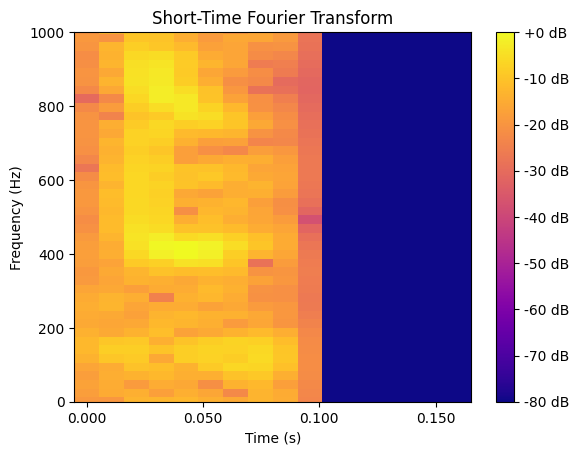 Short-Time Fourier Transform
1000
800
600
400
200
0
Frequency (Hz)
0.000
0.050
0.100
0.150
Time (s)
+0 dB
-10 dB
-20 dB
-30 dB
-40 dB
-50 dB
-60 dB
-70 dB
-80 dB